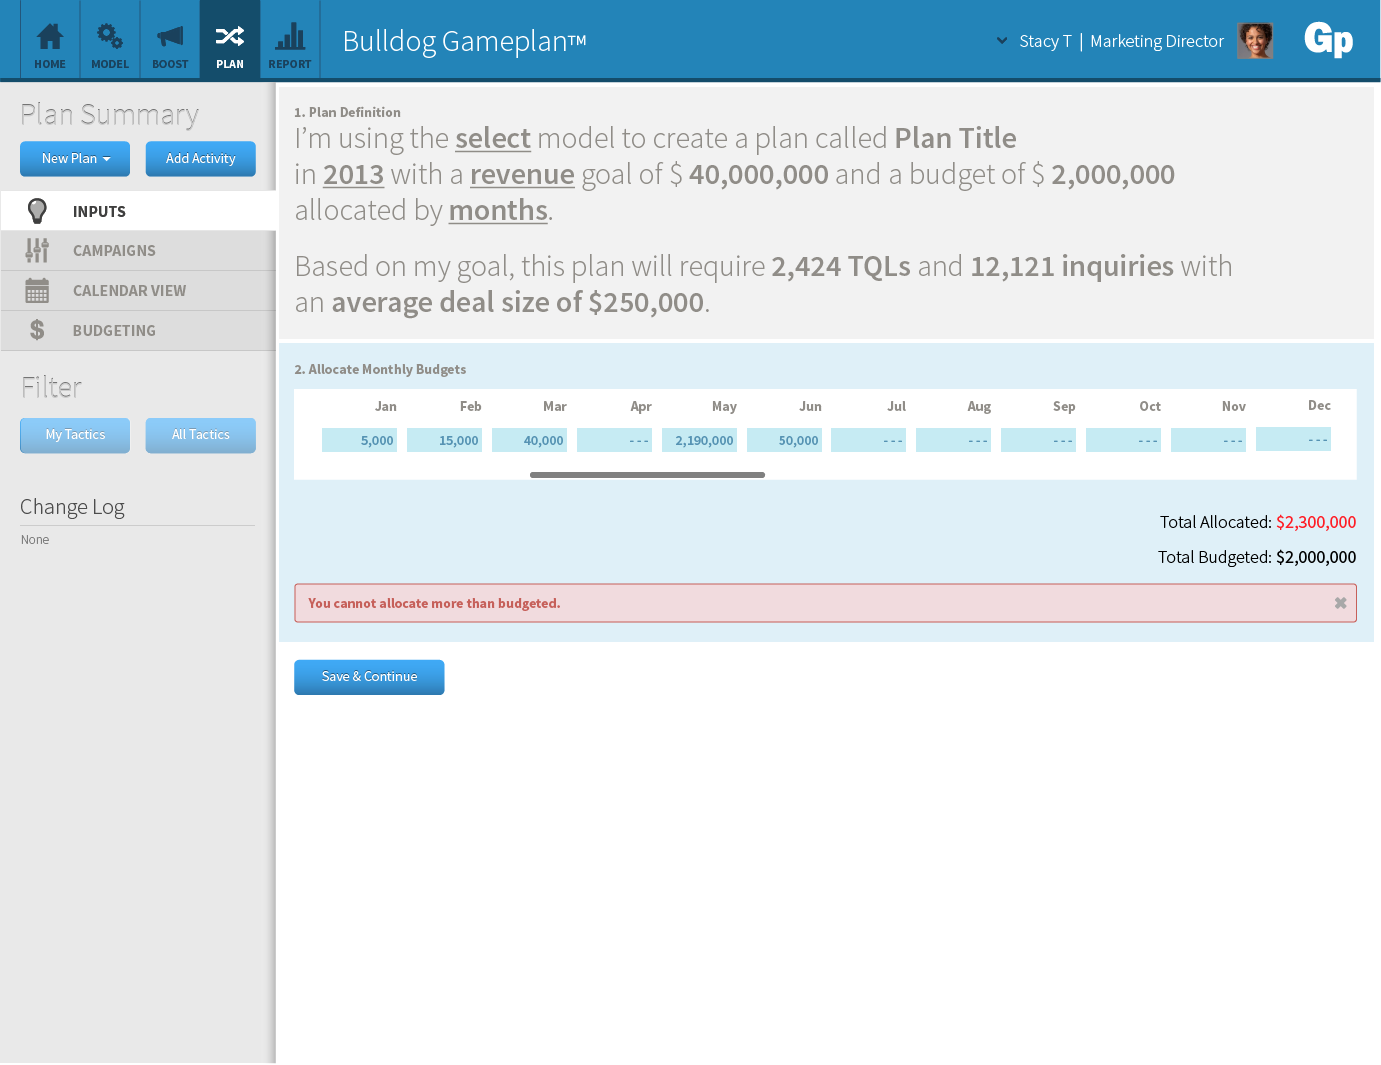 HOME
MODEL
BOOST
PLAN
REPORT
Bulldog Gameplan™
Stacy T | Marketing Director
Gp
Plan Summary
New Plan
Add Activity
INPUTS
CAMPAIGNS
CALENDAR VIEW
BUDGETING
Filter
My Tactics
All Tactics
Change Log
None
1. Plan Definition
I’m using the select model to create a plan called Plan Title
in 2013 with a revenue goal of $ 40,000,000 and a budget of $ 2,000,000
allocated by months.
Based on my goal, this plan will require 2,424 TQLs and 12,121 inquiries with
an average deal size of $250,000.
2. Allocate Monthly Budgets
Jan Feb Mar Apr May Jun Jul Aug Sep Oct Nov Dec
5,000 15,000 40,000 --- 2,190,000 50,000 --- --- --- --- --- ---
Total Allocated: $2,300,000
Total Budgeted: $2,000,000
You cannot allocate more than budgeted.
Save & Continue